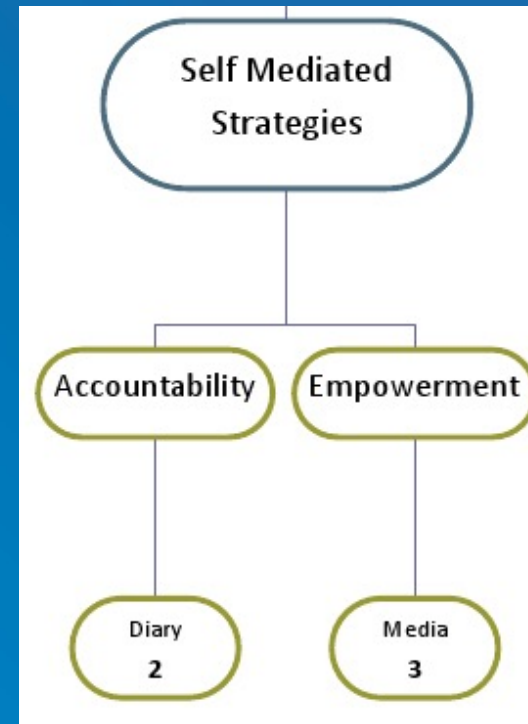 Self Mediated
Strategies
Accountability
Empowerment
Diary
2
Media
3